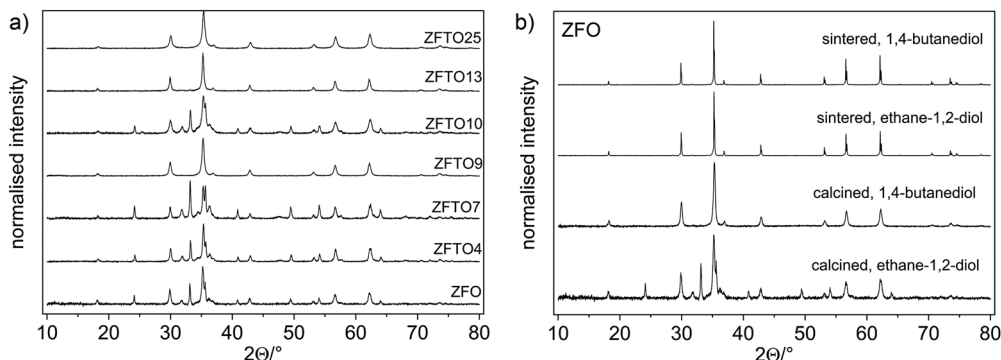 a)
normalised intensity
ZFTO25
ZFTO13
ZFTO10
ZFTO9
ZFTO7
ZFTO4
ZFO
10 20 30 40 50 60 70 80
2Θ/°
b)
normalised intensity
ZFO
sintered, 1,4-butanediol
sintered, ethane-1,2-diol
calcined, 1,4-butanediol
calcined, ethane-1,2-diol
10 20 30 40 50 60 70 80
2Θ/°